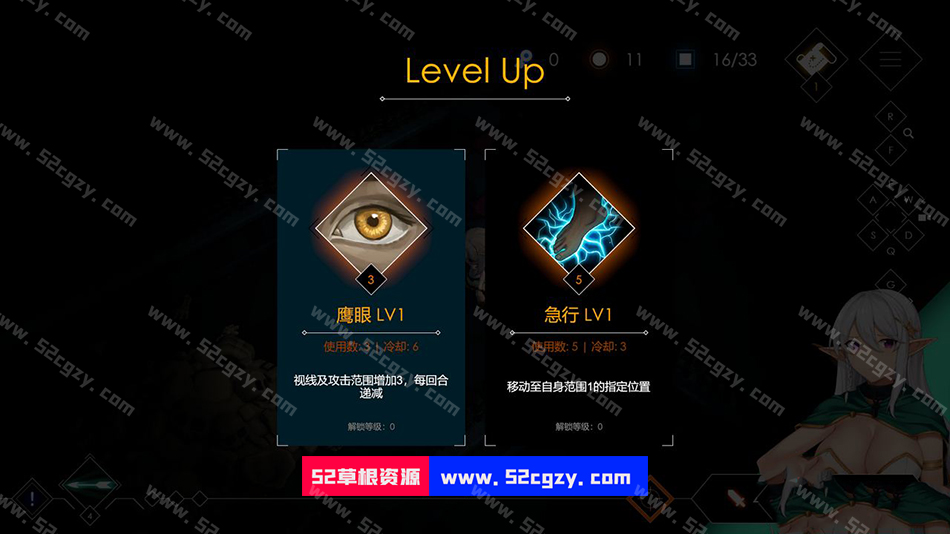 Level Up
0
11
16/33
1
R
F
A
W
S
D
Q
G
3
鹰眼 LV1
使用数: 3 | 冷却: 6
视线及攻击范围增加3，每回合
递减
解锁等级：0
5
急行 LV1
使用数: 5 | 冷却: 3
移动至自身范围1的指定位置
解锁等级：0
52草根资源
www.52cgzy.com
!
4
www.52cgzy.com